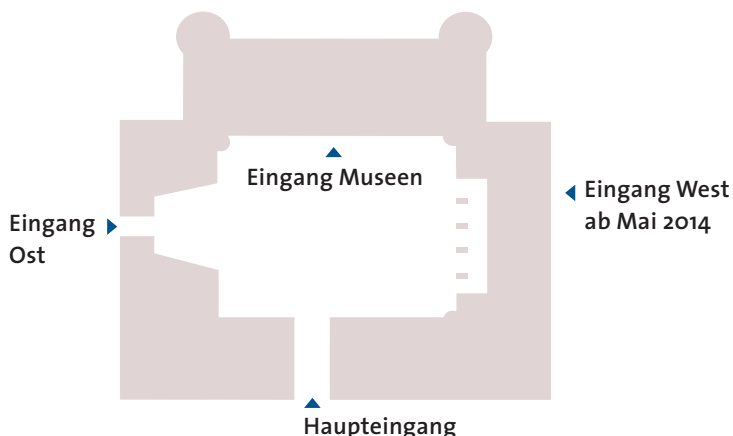 Eingang Museen
Eingang West
ab Mai 2014
Eingang
Ost
Haupteingang